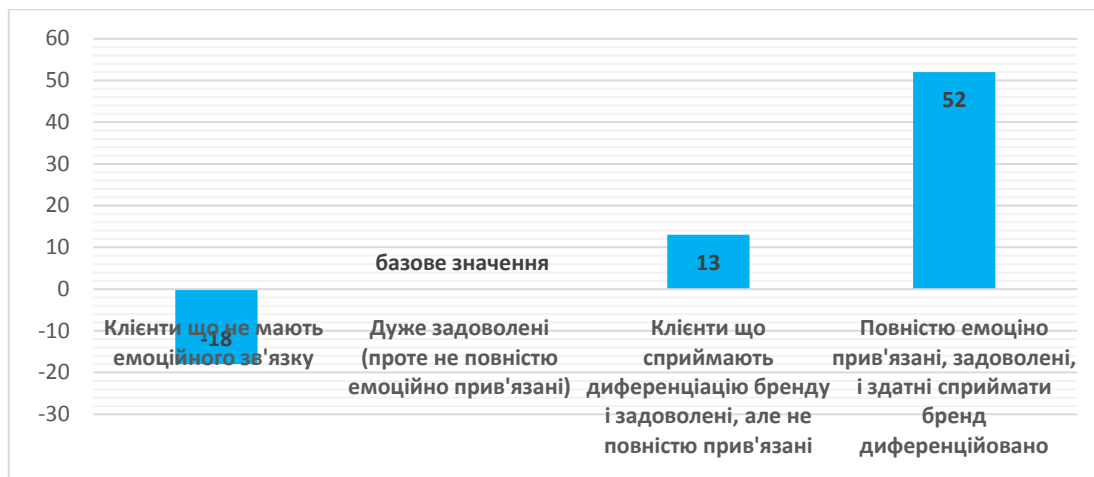 60
50
40
30
20
10
0
-10
-20
-30
52
базове значення
13
-18
Клієнти що не мають
емоційного зв'язку
Дуже задоволені
(проте не повністю
емоційно прив'язані)
Клієнти що
сприймають
диференціацію бренду
і задоволені, але не
повністю прив'язані
Повністю емоціно
прив'язані, задоволені,
і здатні сприймати
бренд
диференційовано